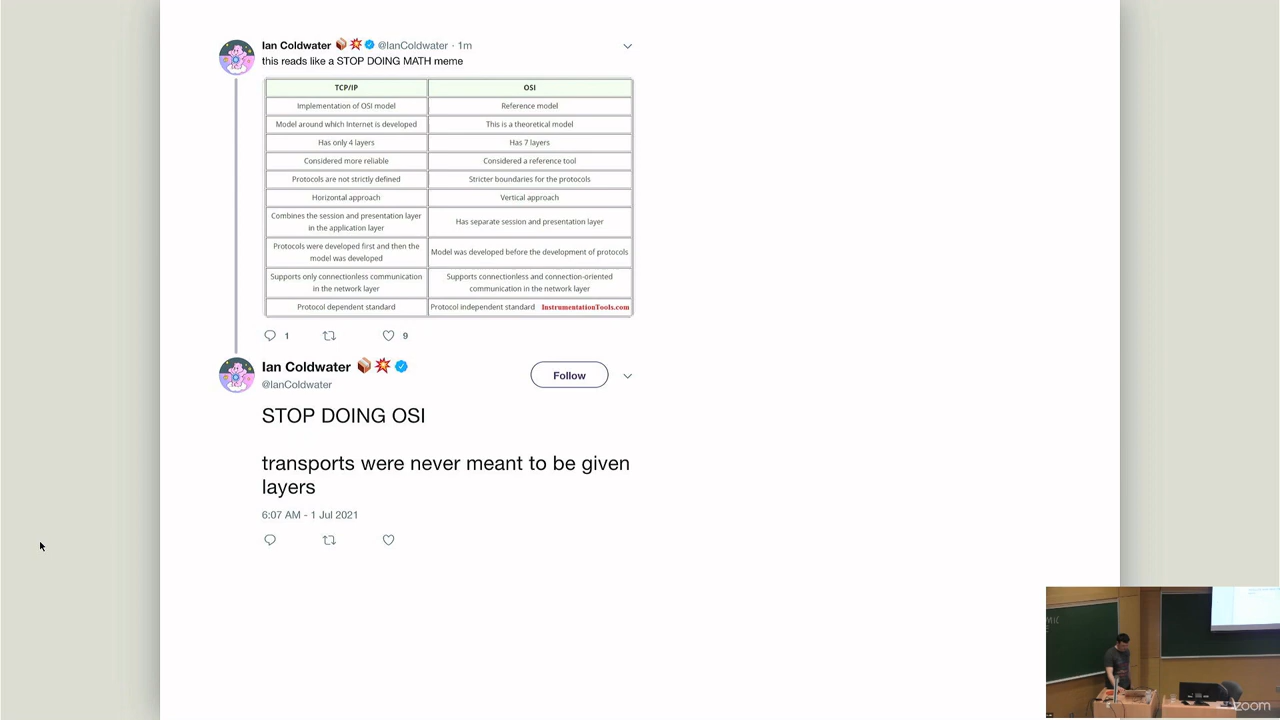 Ian Coldwater 📦💥 @IanColdwater · 1m
this reads like a STOP DOING MATH meme
TCP/IP OSI
Implementation of OSI model Reference model
Model around which Internet is developed This is a theoretical model
Has only 4 layers Has 7 layers
Considered more reliable Considered a reference tool
Protocols are not strictly defined Stricter boundaries for the protocols
Horizontal approach Vertical approach
Combines the session and presentation layer
in the application layer
Has separate session and presentation layer
Protocols were developed first and then the
model was developed
Model was developed before the development of protocols
Supports only connectionless communication
in the network layer
Supports connectionless and connection-oriented
communication in the network layer
Protocol dependent standard Protocol independent standard InstrumentationTools.com
1 9
Ian Coldwater 📦💥
@IanColdwater
Follow
STOP DOING OSI
transports were never meant to be given
layers
6:07 AM - 1 Jul 2021
zoom